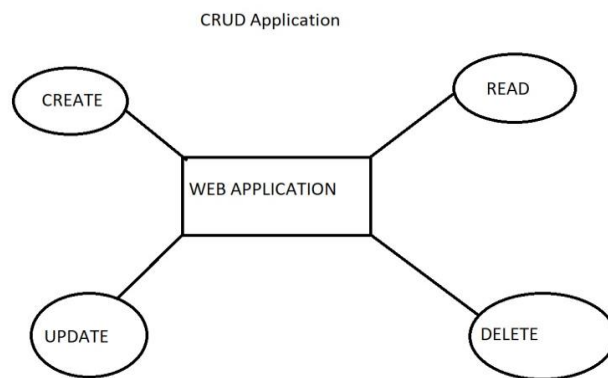 CRUD Application
CREATE
READ
WEB APPLICATION
UPDATE
DELETE